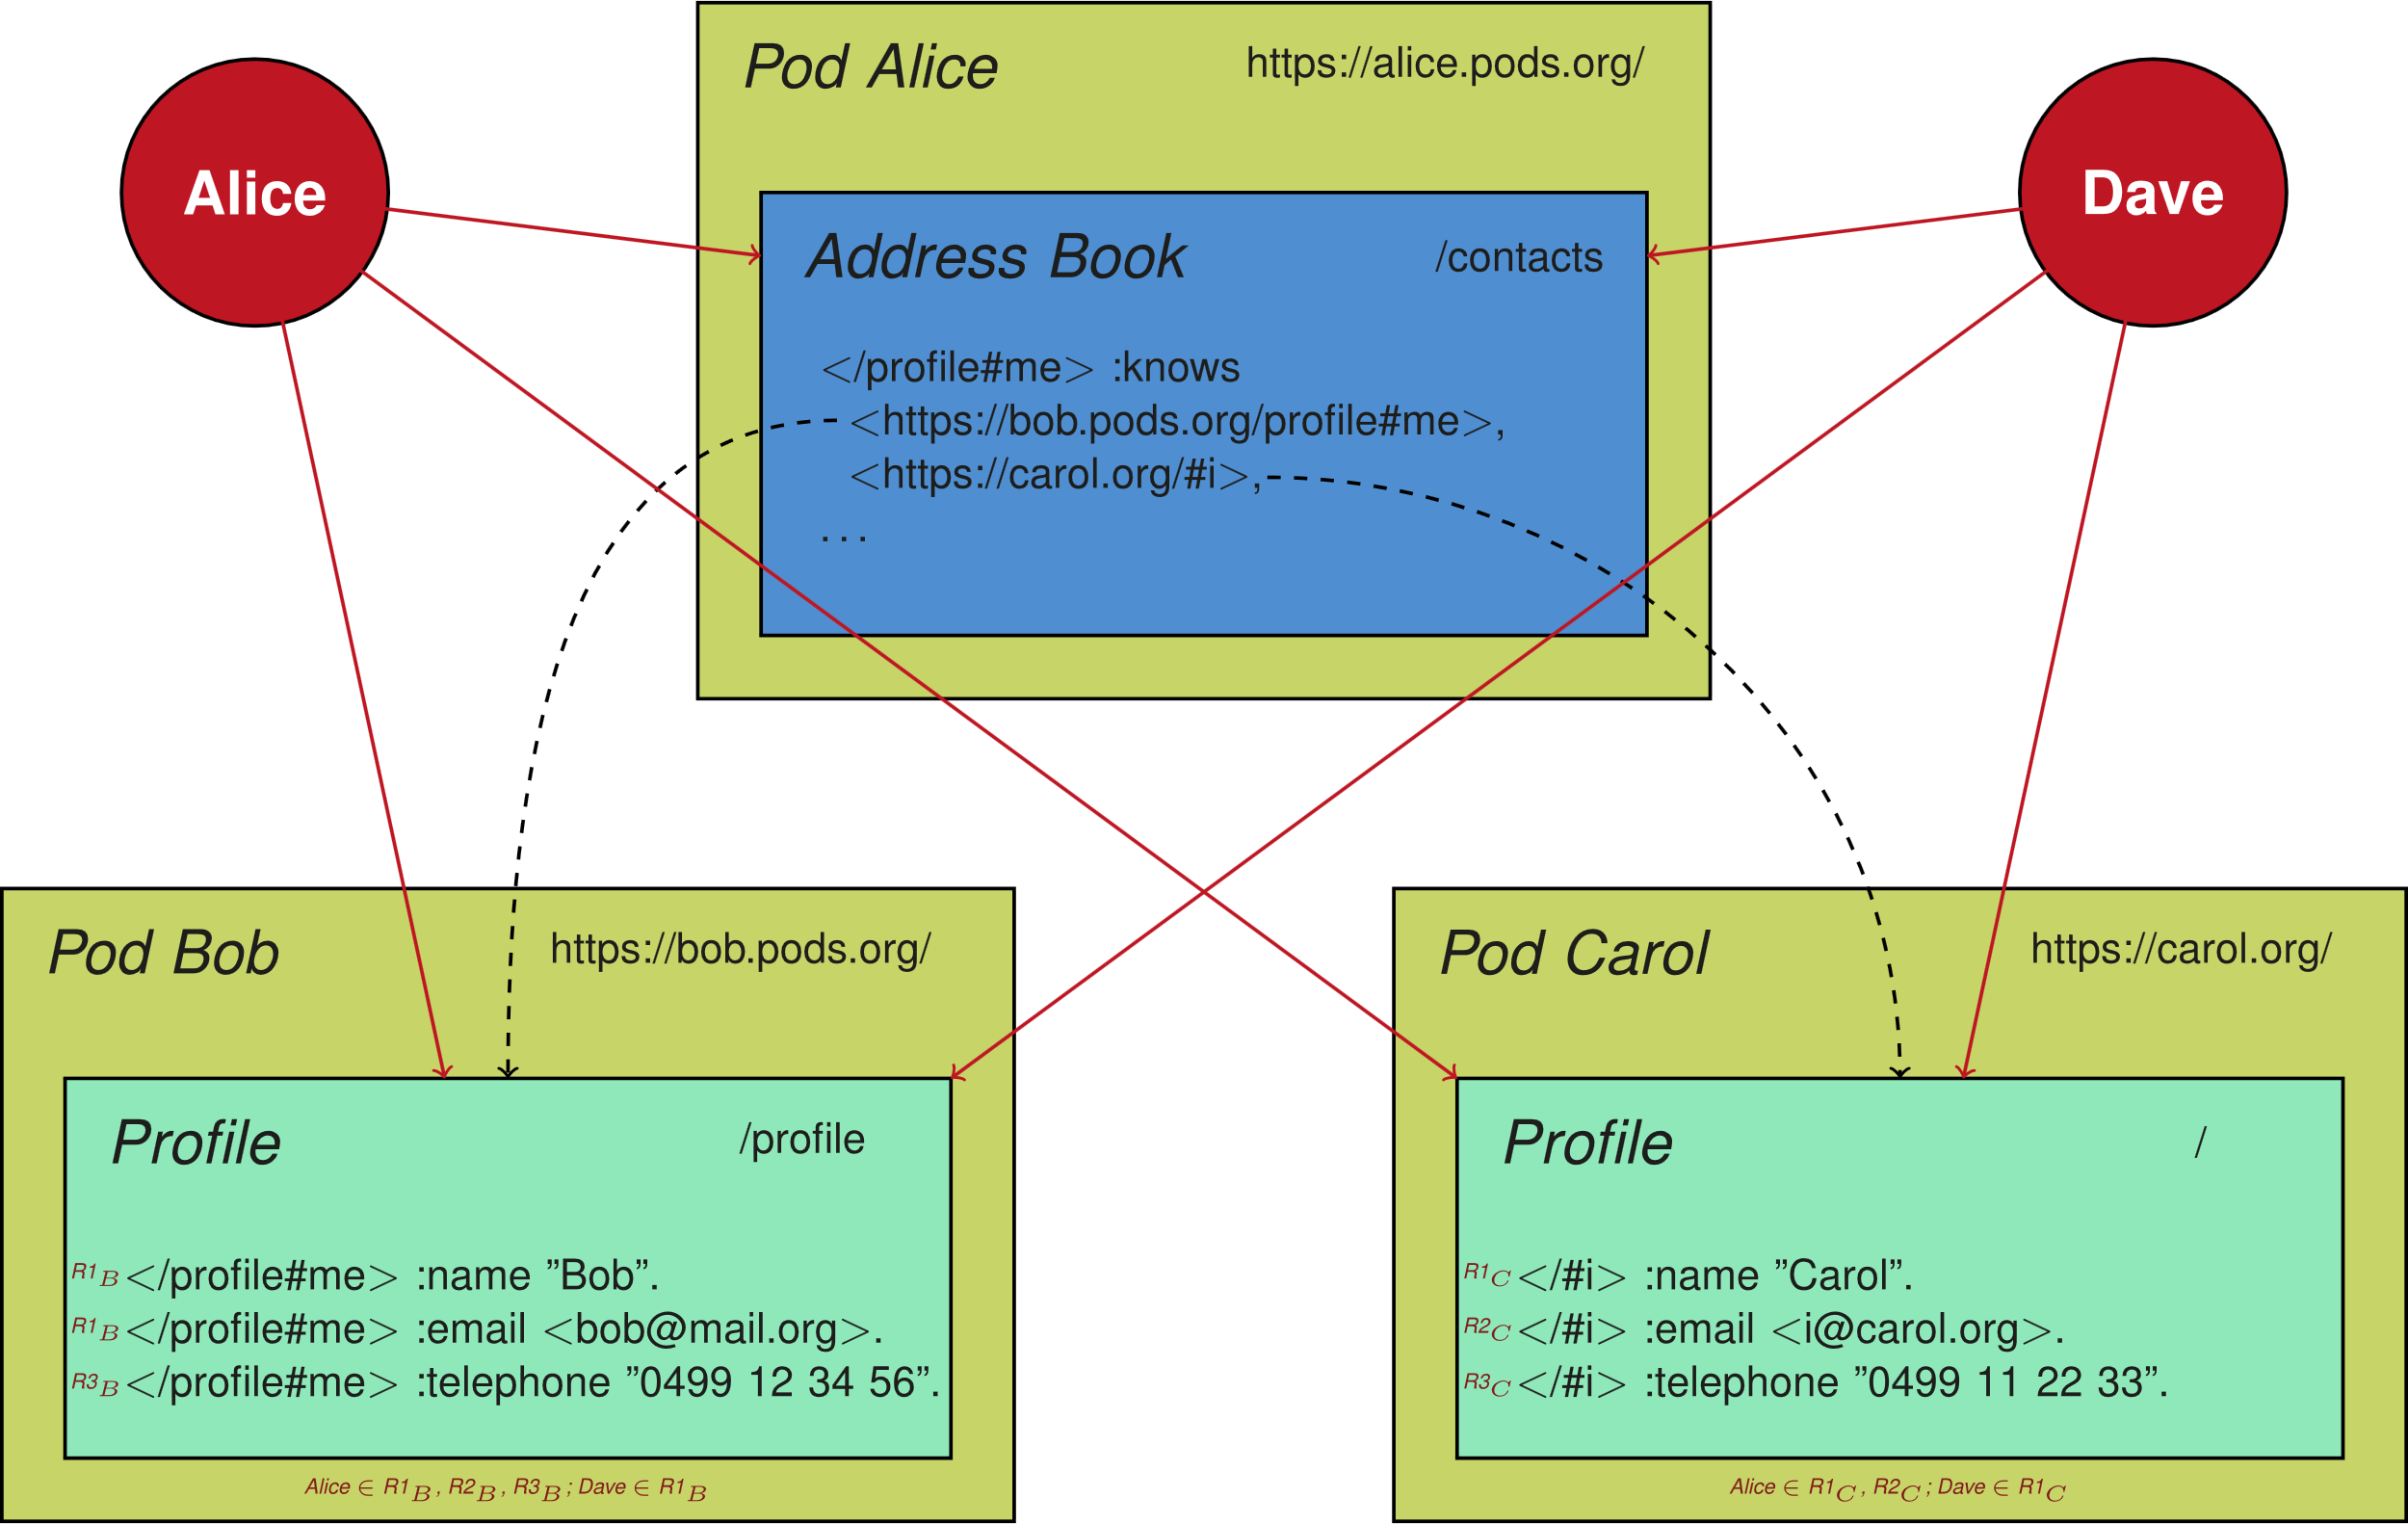 Pod Alice https://alice.pods.org/
Alice
Dave
Address Book /contacts
</profile#me> :knows
<https://bob.pods.org/profile#me>,
<https://carol.org/#i>,
...
Pod Bob https://bob.pods.org/
Profile /profile
R1B </profile#me> :name ”Bob”.
R1B </profile#me> :email <bob@mail.org>.
R3B </profile#me> :telephone ”0499 12 34 56”.
Alice ∈ R1B, R2B, R3B; Dave ∈ R1B
Pod Carol https://carol.org/
Profile /
R1C </#i> :name ”Carol”.
R2C </#i> :email <i@carol.org>.
R3C </#i> :telephone ”0499 11 22 33”.
Alice ∈ R1C, R2C; Dave ∈ R1C